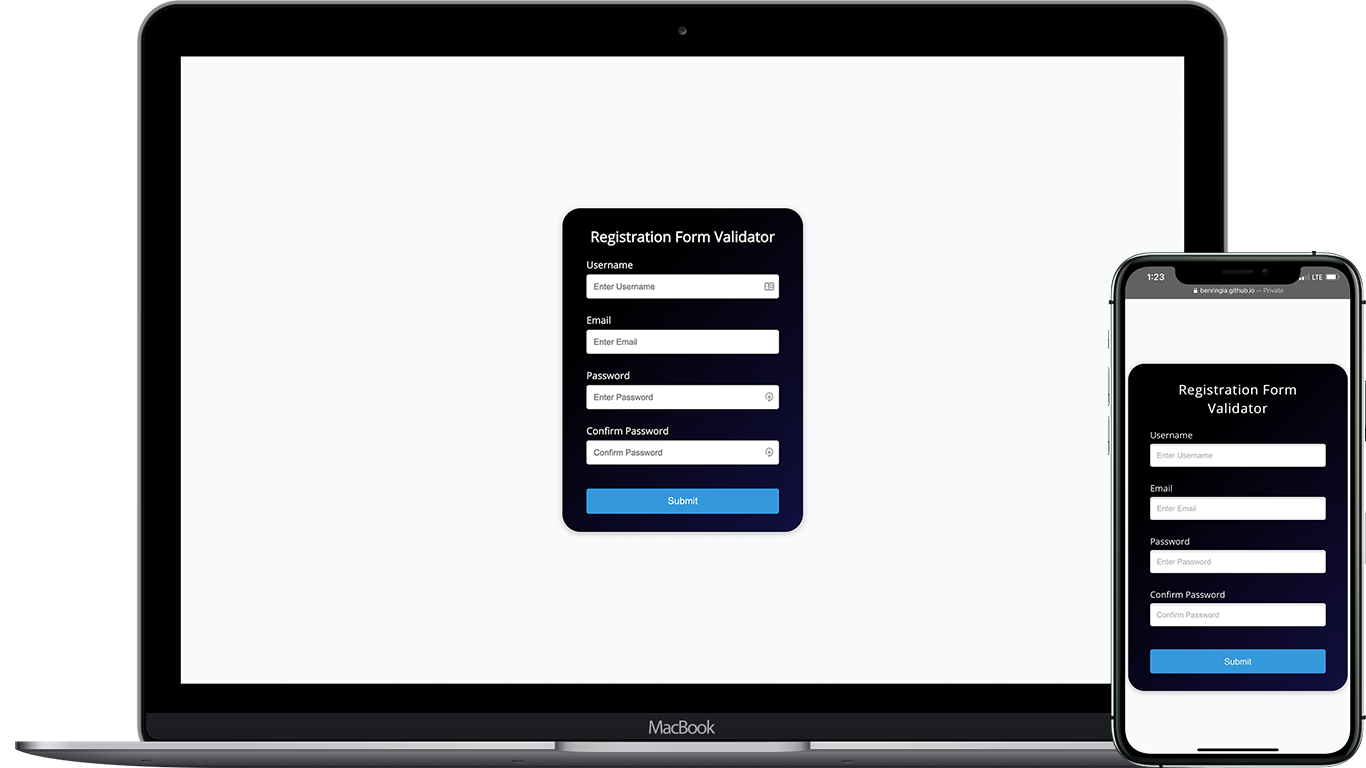 Registration Form Validator
Username
Enter Username
Email
Enter Email
Password
Enter Password
Confirm Password
Confirm Password
Submit
MacBook
1:23
LTE
benringia.github.io — Private
Registration Form
Validator
Username
Enter Username
Email
Enter Email
Password
Enter Password
Confirm Password
Confirm Password
Submit